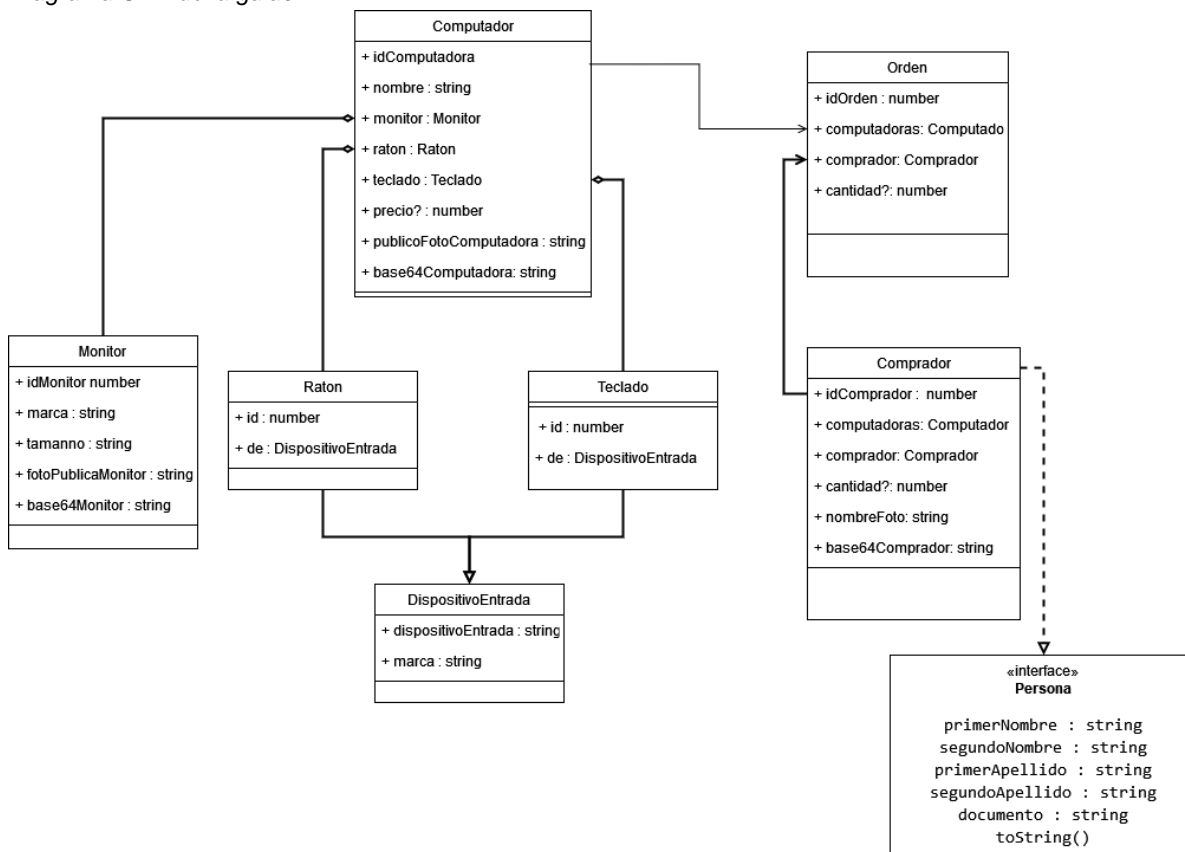 Computador
+ idComputadora
+ nombre : string
+ monitor : Monitor
+ raton : Raton
+ teclado : Teclado
+ precio? : number
+ publicoFotoComputadora : string
+ base64Computadora: string
Orden
+ idOrden : number
+ computadoras: Computado
+ comprador: Comprador
+ cantidad?: number
Monitor
+ idMonitor number
+ marca : string
+ tamanno : string
+ fotoPublicaMonitor : string
+ base64Monitor : string
Raton
+ id : number
+ de : DispositivoEntrada
Teclado
+ id : number
+ de : DispositivoEntrada
Comprador
+ idComprador : number
+ computadoras: Computador
+ comprador: Comprador
+ cantidad?: number
+ nombreFoto: string
+ base64Comprador: string
DispositivoEntrada
+ dispositivoEntrada : string
+ marca : string
«interface»
Persona
primerNombre : string
segundoNombre : string
primerApellido : string
segundoApellido : string
documento : string
toString()